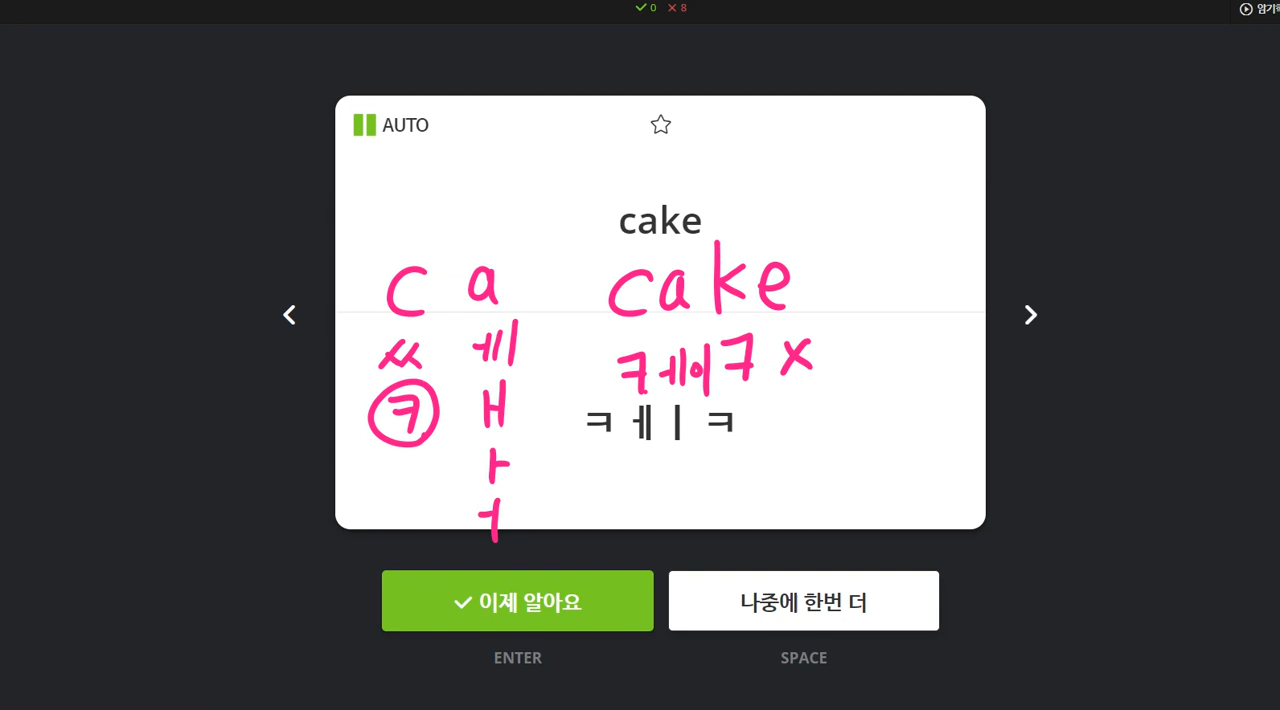 ✓ 0 ✕ 8
AUTO
cake
c a cake
ㅆ ㅔ ㅋㅔ이ㅋ x
ㅋ ㅐ ㅋ ㅔ ㅣ ㅋ
ㅏ
ㅓ
✓ 이제 알아요 나중에 한번 더
ENTER SPACE